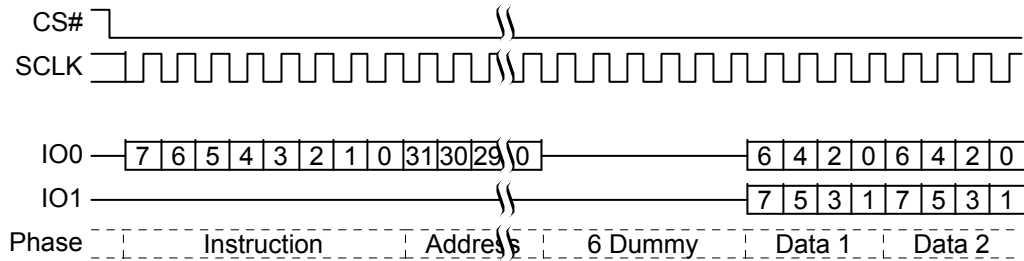 CS#
SCLK
IO0 7 6 5 4 3 2 1 0 31 30 29 0 6 4 2 0 6 4 2 0
IO1 7 5 3 1 7 5 3 1
Phase Instruction Address 6 Dummy Data 1 Data 2